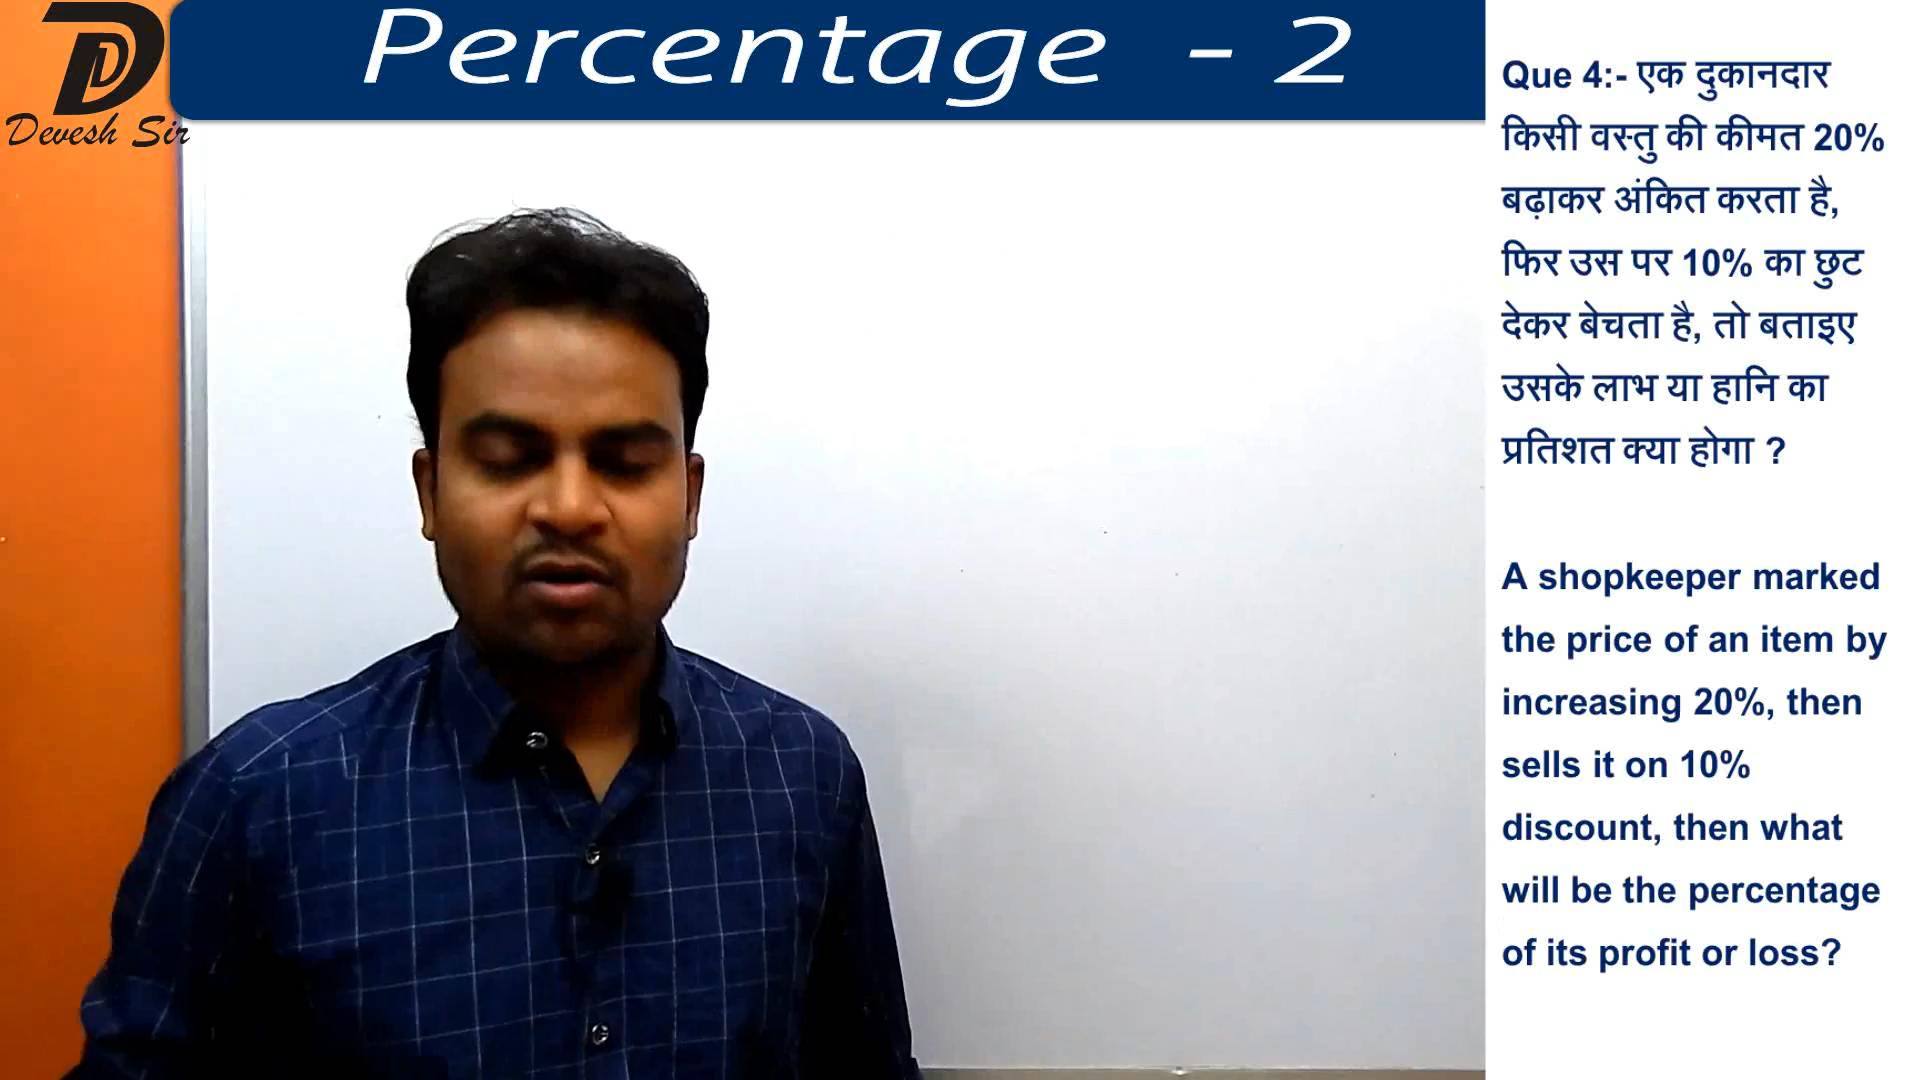 Percentage - 2
Devesh Sir
Que 4:- एक दुकानदार
किसी वस्तु की कीमत 20%
बढ़ाकर अंकित करता है,
फिर उस पर 10% का छुट
देकर बेचता है, तो बताइए
उसके लाभ या हानि का
प्रतिशत क्या होगा ?
A shopkeeper marked
the price of an item by
increasing 20%, then
sells it on 10%
discount, then what
will be the percentage
of its profit or loss?